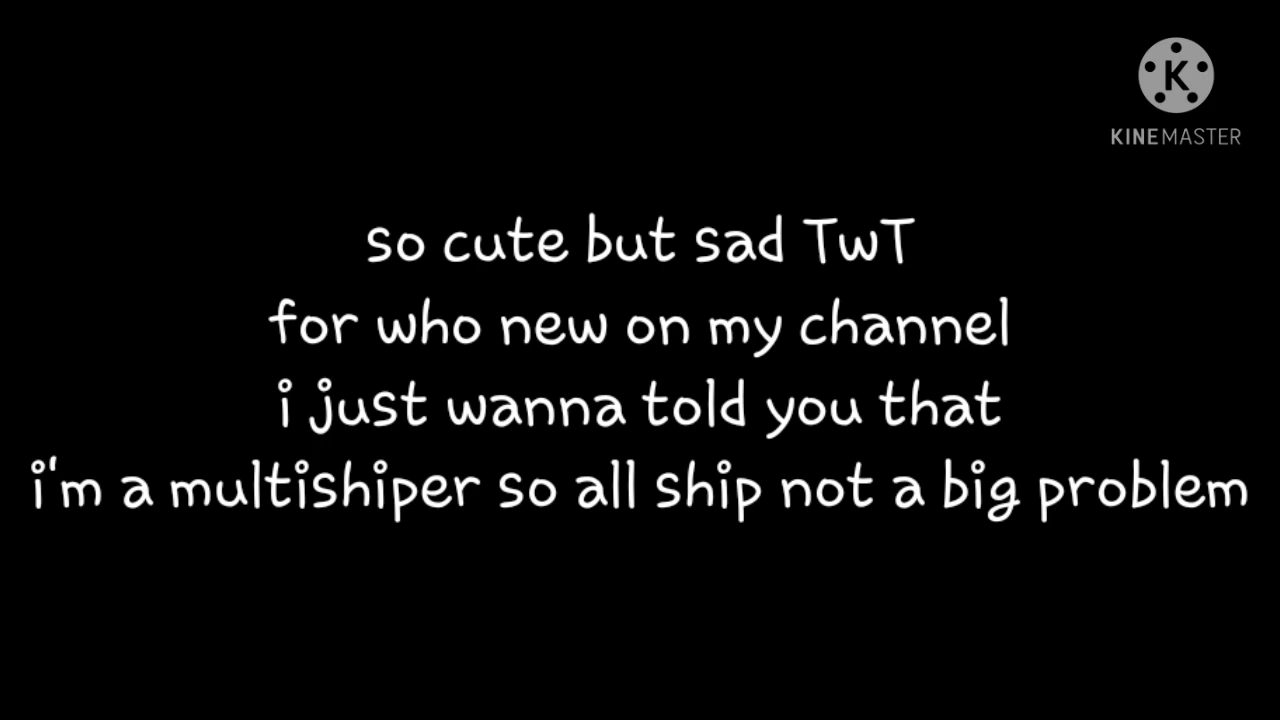 K
KINEMASTER
so cute but sad TwT
for who new on my channel
i just wanna told you that
i'm a multishiper so all ship not a big problem